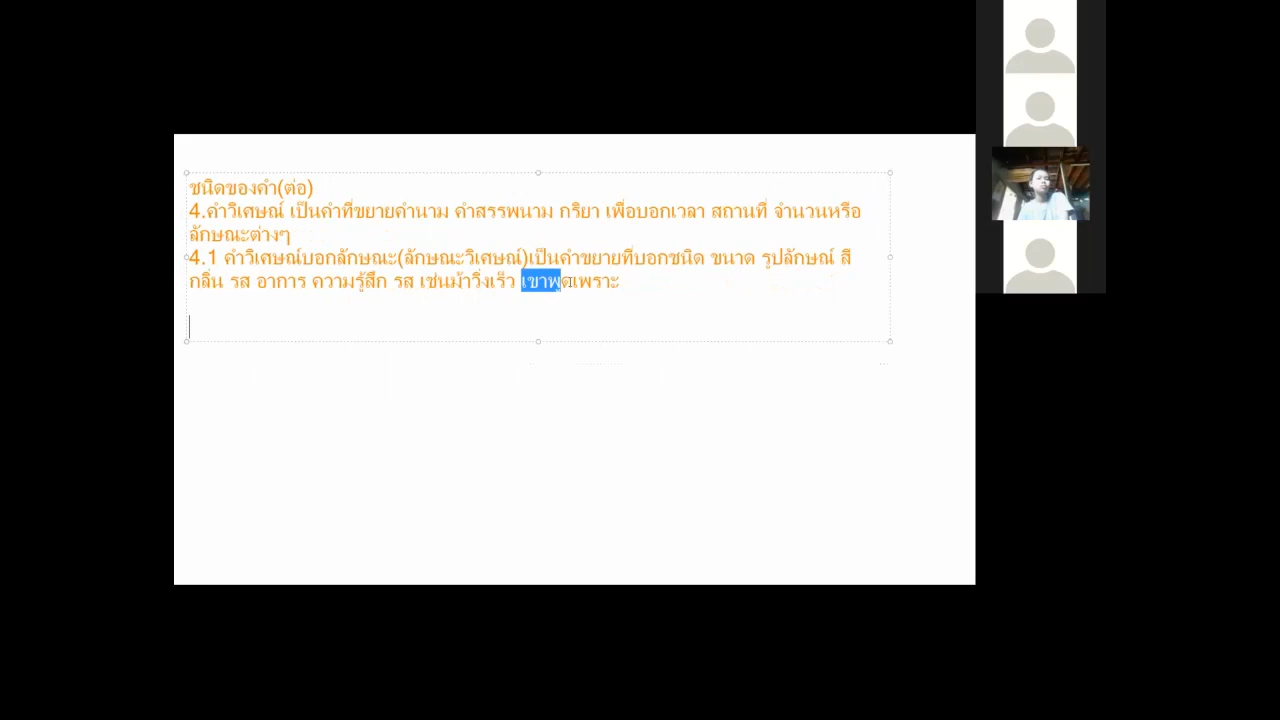 ชนิดของคำ(ต่อ)
4.คำวิเศษณ์ เป็นคำที่ขยายคำนาม คำสรรพนาม กริยา เพื่อบอกเวลา สถานที่ จำนวนหรือ
ลักษณะต่างๆ
4.1 คำวิเศษณ์บอกลักษณะ(ลักษณะวิเศษณ์)เป็นคำขยายที่บอกชนิด ขนาด รูปลักษณ์ สี
กลิ่น รส อาการ ความรู้สึก รส เช่นม้าวิ่งเร็ว เขาพูดเพราะ